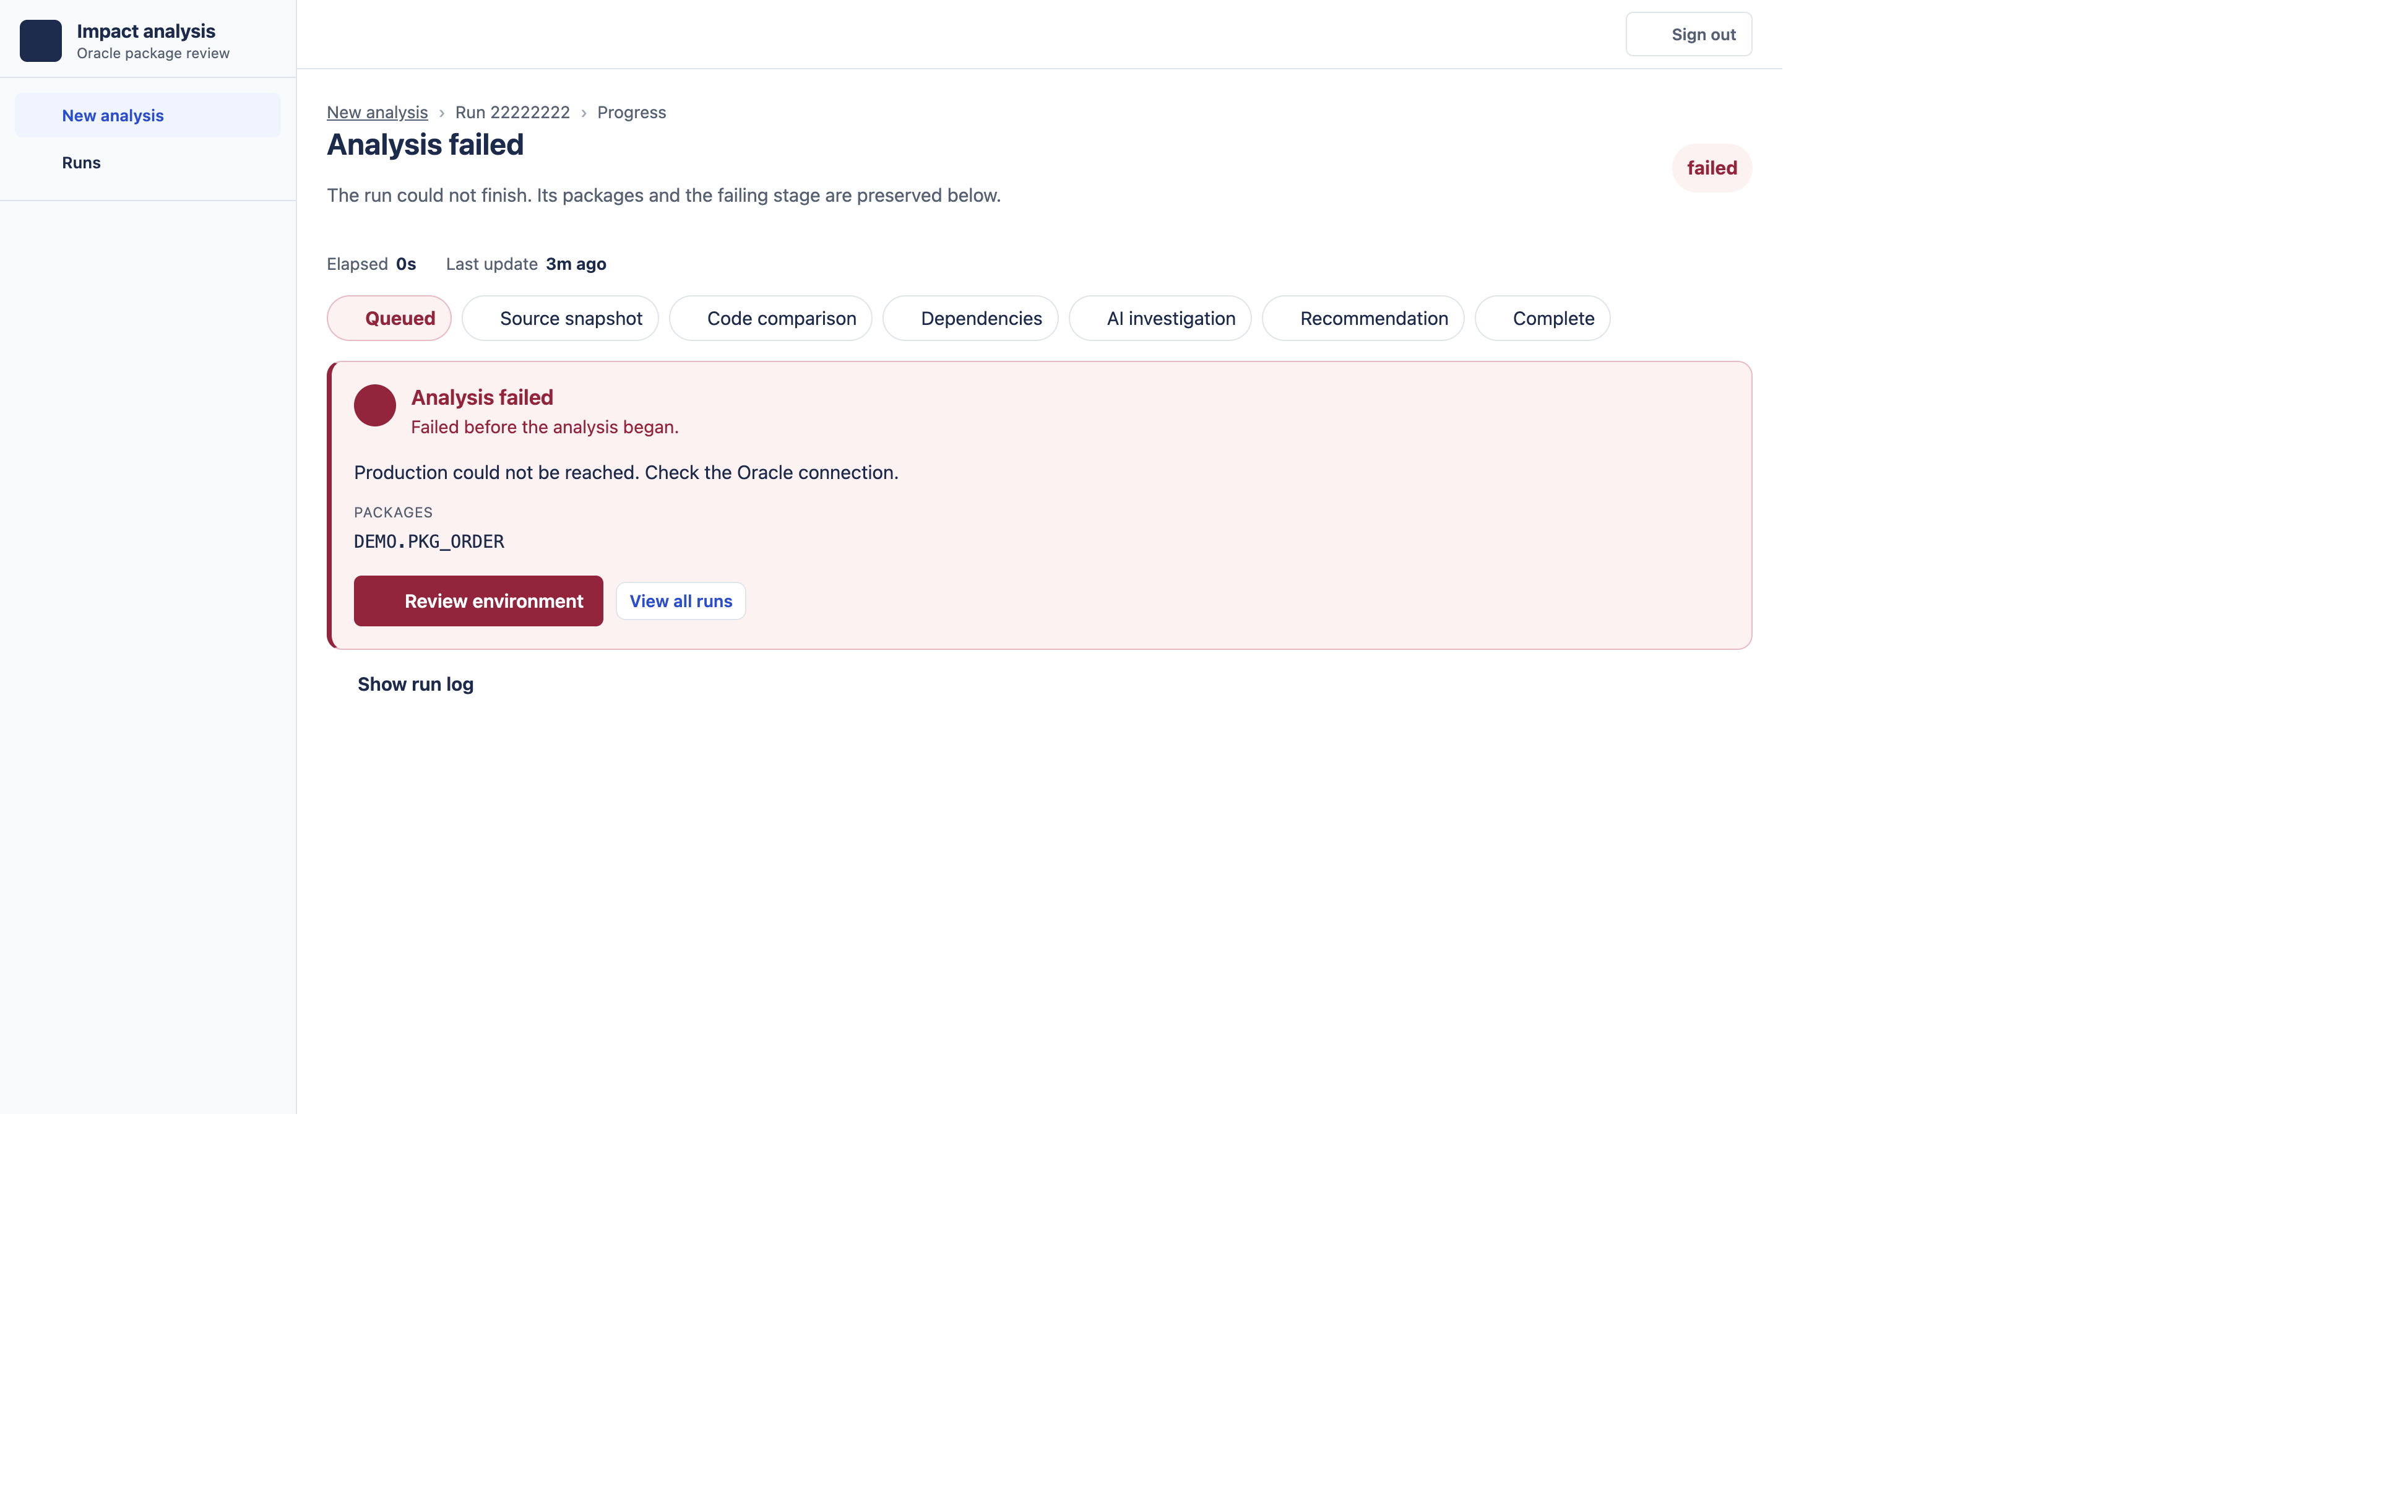 Impact analysis
Oracle package review
Sign out
New analysis
Runs
New analysis › Run 22222222 › Progress
Analysis failed
failed
The run could not finish. Its packages and the failing stage are preserved below.
Elapsed 0s Last update 3m ago
Queued Source snapshot Code comparison Dependencies AI investigation Recommendation Complete
Analysis failed
Failed before the analysis began.
Production could not be reached. Check the Oracle connection.
PACKAGES
DEMO.PKG_ORDER
Review environment View all runs
Show run log